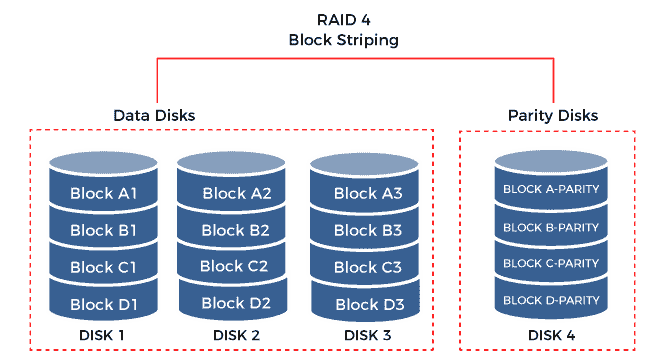 RAID 4
Block Striping
Data Disks
Parity Disks
Block A1
Block A2
Block A3
BLOCK A-PARITY
Block B1
Block B2
Block B3
BLOCK B-PARITY
Block C1
Block C2
Block C3
BLOCK C-PARITY
Block D1
Block D2
Block D3
BLOCK D-PARITY
DISK 1
DISK 2
DISK 3
DISK 4